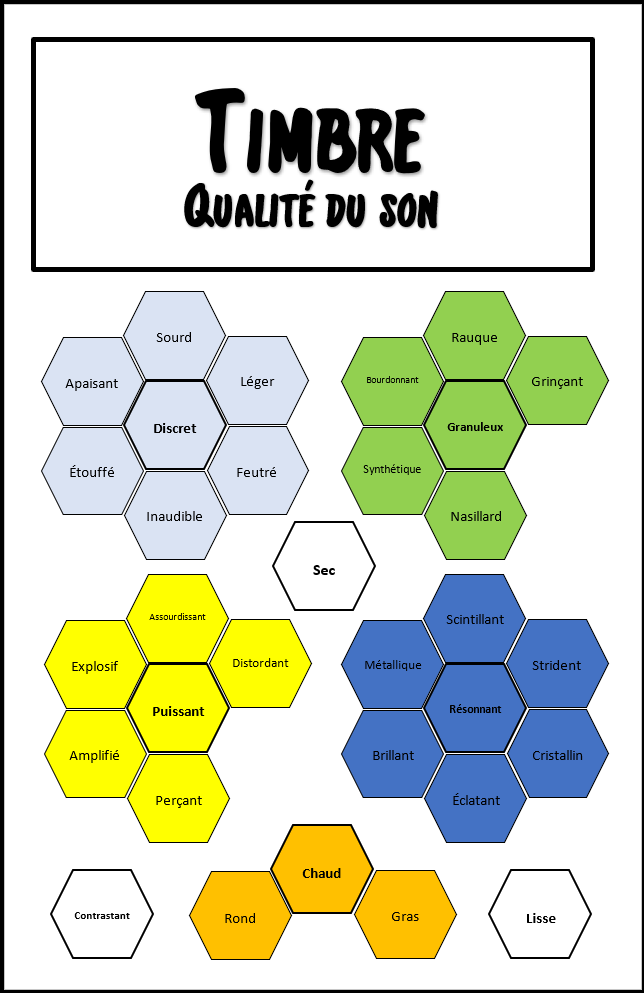 Timbre
Qualité du son
Sourd
Apaisant
Léger
Discret
Étouffé
Feutré
Inaudible
Rauque
Bourdonnant
Grinçant
Granuleux
Synthétique
Nasillard
Sec
Assourdissant
Explosif
Distordant
Puissant
Amplifié
Perçant
Scintillant
Métallique
Strident
Résonnant
Brillant
Cristallin
Éclatant
Chaud
Contrastant
Rond
Gras
Lisse